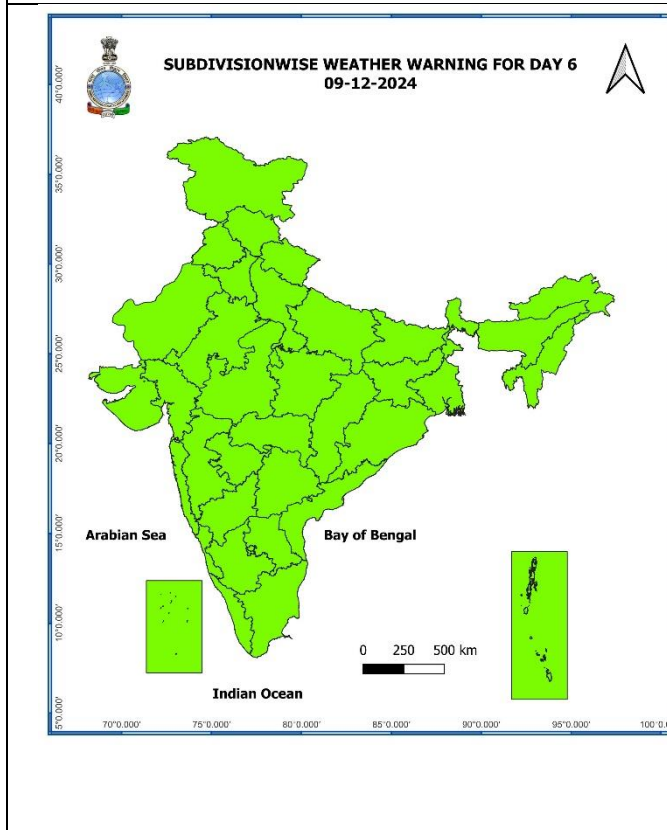 SUBDIVISIONWISE WEATHER WARNING FOR DAY 6
09-12-2024
40°0.000'
35°0.000'
30°0.000'
25°0.000'
20°0.000'
15°0.000'
10°0.000'
5°0.000'
Arabian Sea
Bay of Bengal
0 250 500 km
Indian Ocean
70°0.000' 75°0.000' 80°0.000' 85°0.000' 90°0.000' 95°0.000' 100°0